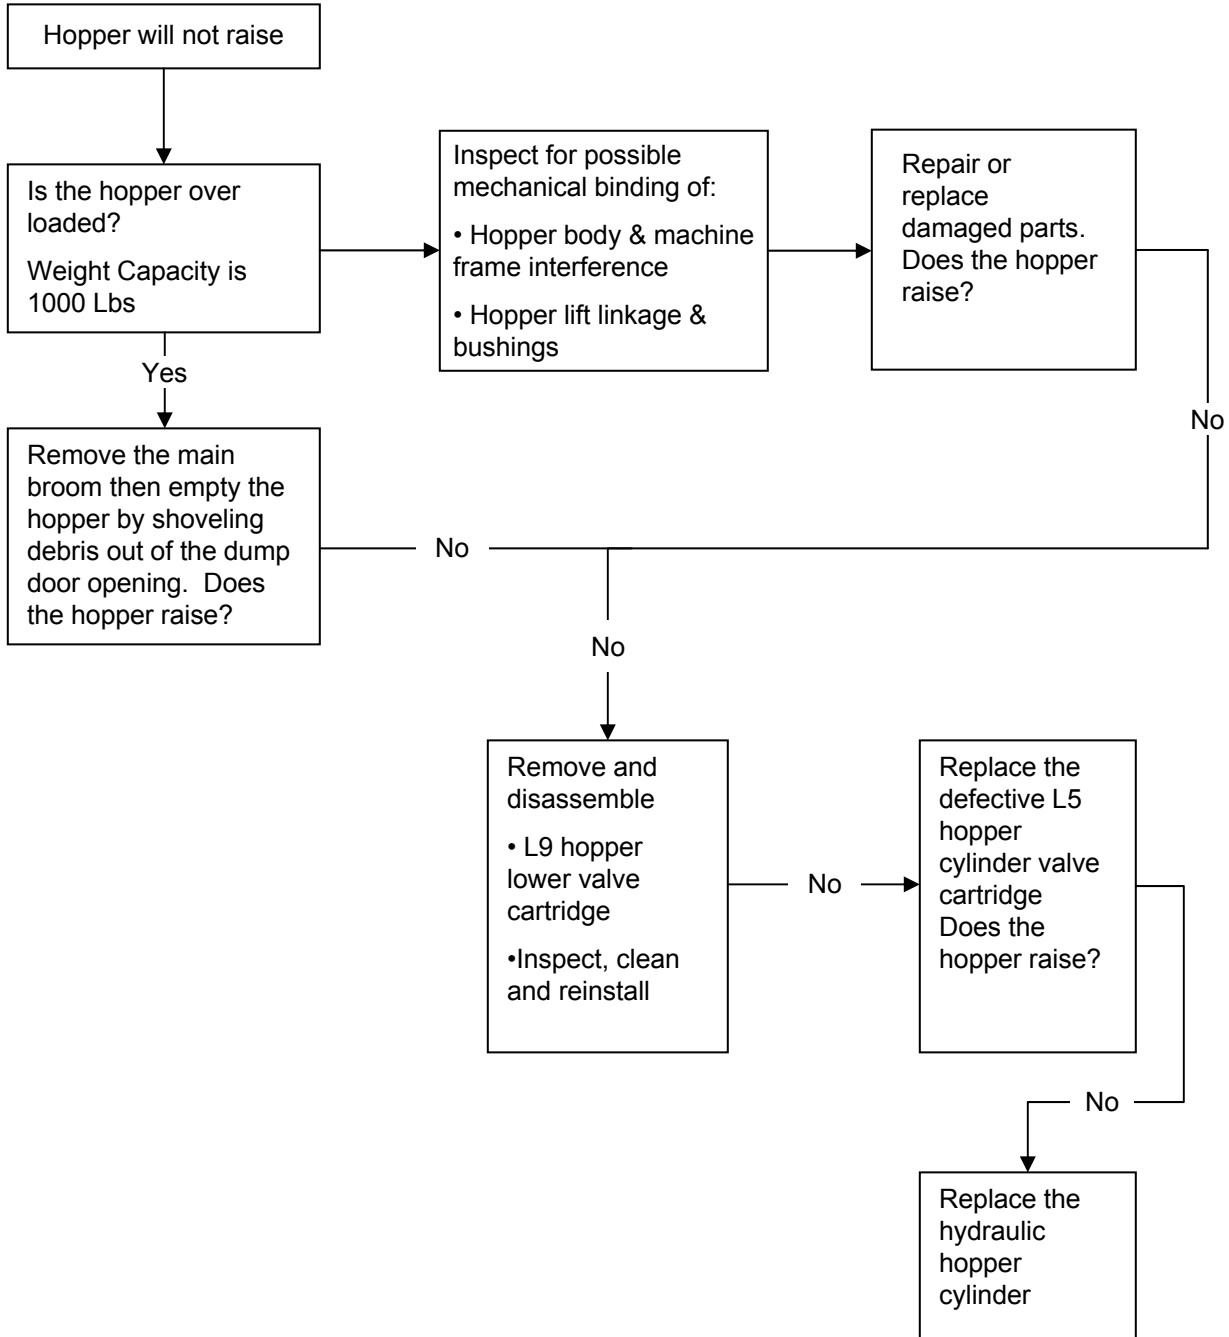 Hopper will not raise
Is the hopper over
loaded?
Weight Capacity is
1000 Lbs
Inspect for possible
mechanical binding of:
• Hopper body & machine
frame interference
• Hopper lift linkage &
bushings
Repair or
replace
damaged parts.
Does the hopper
raise?
No
Yes
Remove the main
broom then empty the
hopper by shoveling
debris out of the dump
door opening.  Does
the hopper raise?
No
No
Remove and
disassemble
• L9 hopper
lower valve
cartridge
•Inspect, clean
and reinstall
No
Replace the
defective L5
hopper
cylinder valve
cartridge
Does the
hopper raise?
No
Replace the
hydraulic
hopper
cylinder